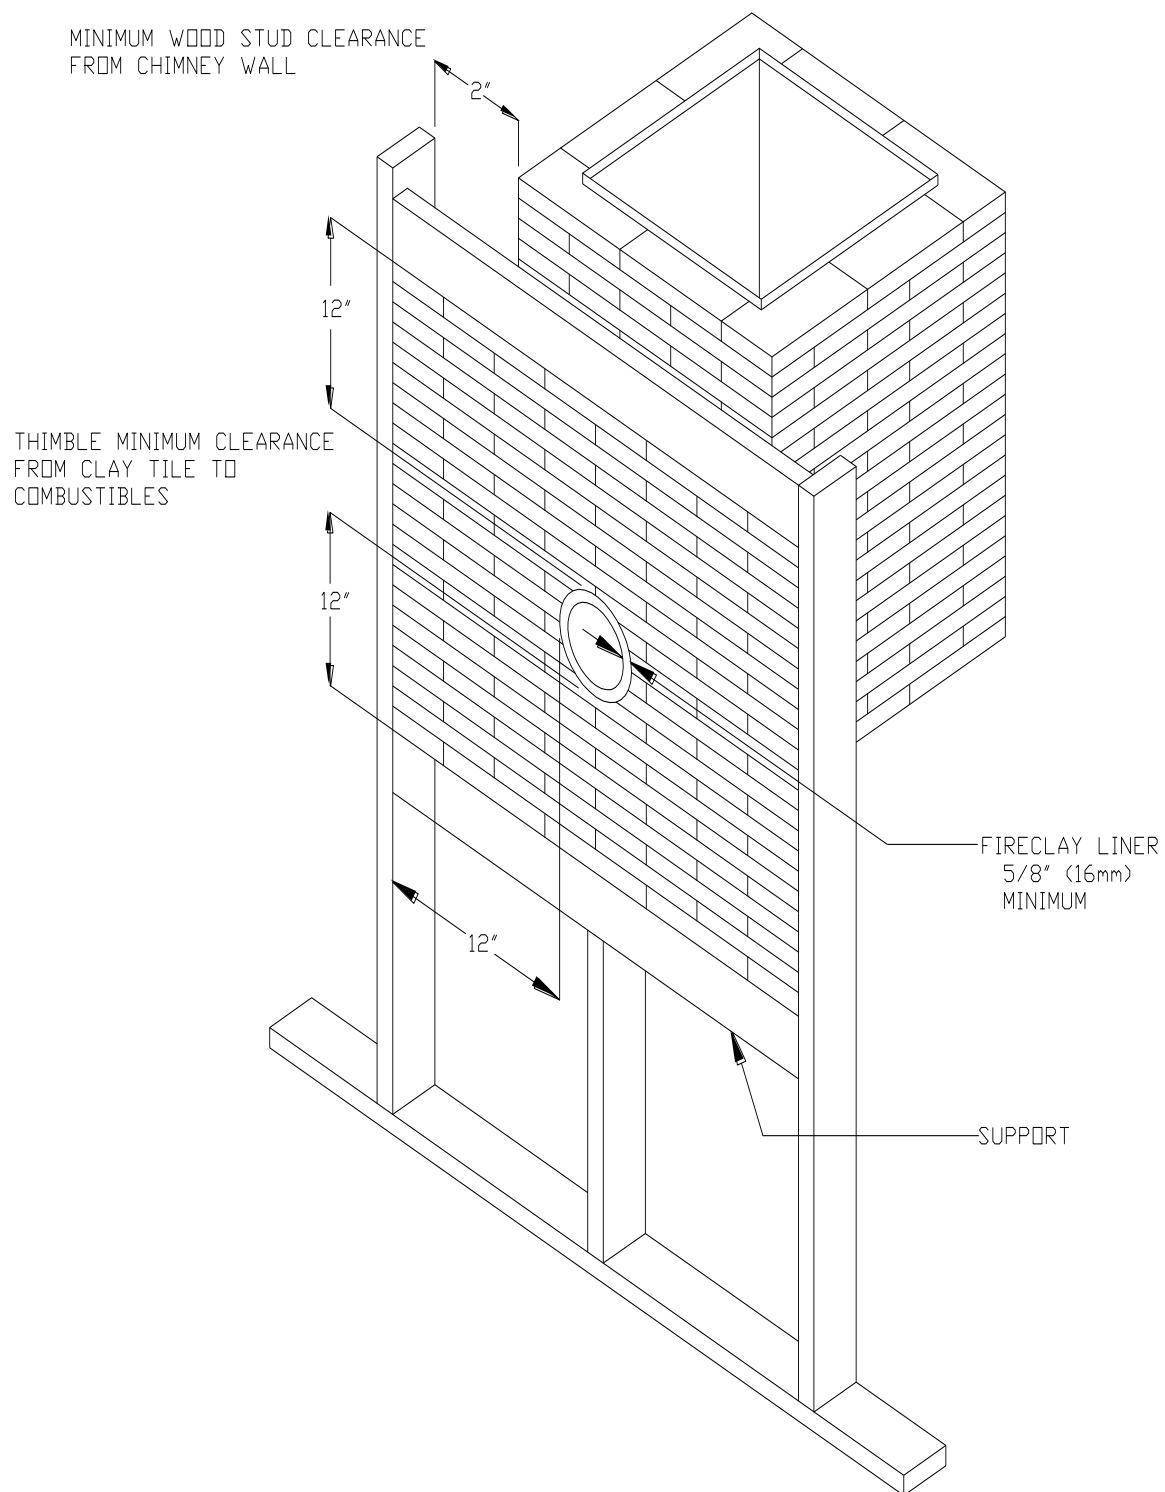 MINIMUM WOOD STUD CLEARANCE
FROM CHIMNEY WALL
2"
12"
THIMBLE MINIMUM CLEARANCE
FROM CLAY TILE TO
COMBUSTIBLES
12"
FIRECLAY LINER
5/8" (16mm)
MINIMUM
12"
SUPPORT